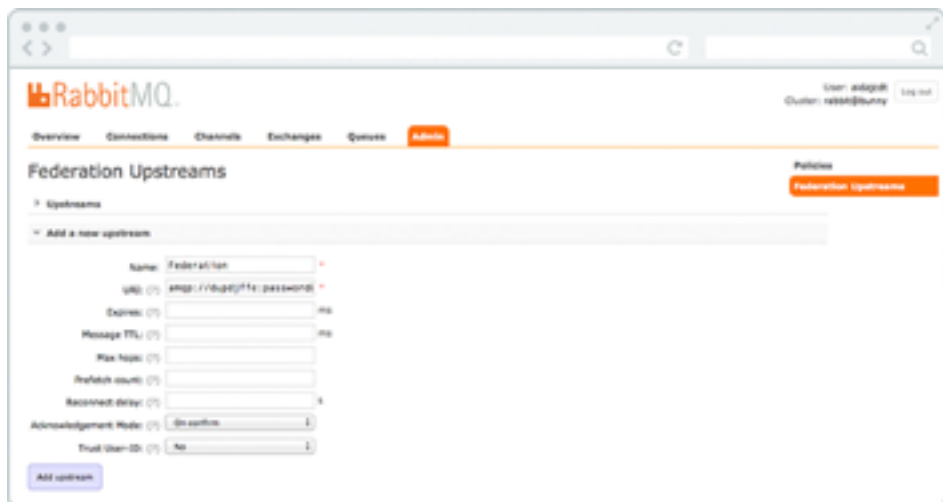 RabbitMQ
User:
Log out
Cluster: rabbit@bunny
Overview Connections Channels Exchanges Queues Admin
Federation Upstreams
Policies
Federation Upstreams
Upstreams
Add a new upstream
Name: Federation *
URI: (?) *
Expires: (?) ms
Message TTL: (?) ms
Max hops: (?)
Prefetch count: (?)
Reconnect delay: (?) s
Acknowledgement Mode: (?) On confirm
Trust User-ID: (?) No
Add upstream